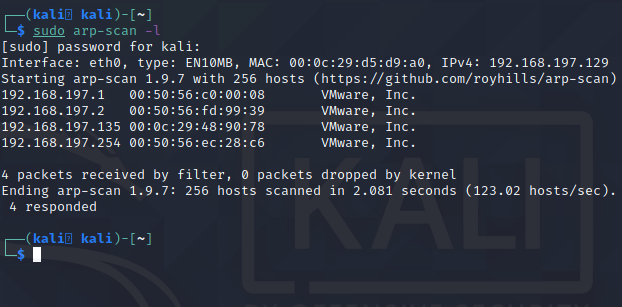 ┌──(kali㉿kali)-[~]
└─$ sudo arp-scan -l
[sudo] password for kali:
Interface: eth0, type: EN10MB, MAC: 00:0c:29:d5:d9:a0, IPv4: 192.168.197.129
Starting arp-scan 1.9.7 with 256 hosts (https://github.com/royhills/arp-scan)
192.168.197.1   00:50:56:c0:00:08       VMware, Inc.
192.168.197.2   00:50:56:fd:99:39       VMware, Inc.
192.168.197.135 00:0c:29:48:90:78       VMware, Inc.
192.168.197.254 00:50:56:ec:28:c6       VMware, Inc.

4 packets received by filter, 0 packets dropped by kernel
Ending arp-scan 1.9.7: 256 hosts scanned in 2.081 seconds (123.02 hosts/sec).
 4 responded

┌──(kali㉿kali)-[~]
└─$
KALI